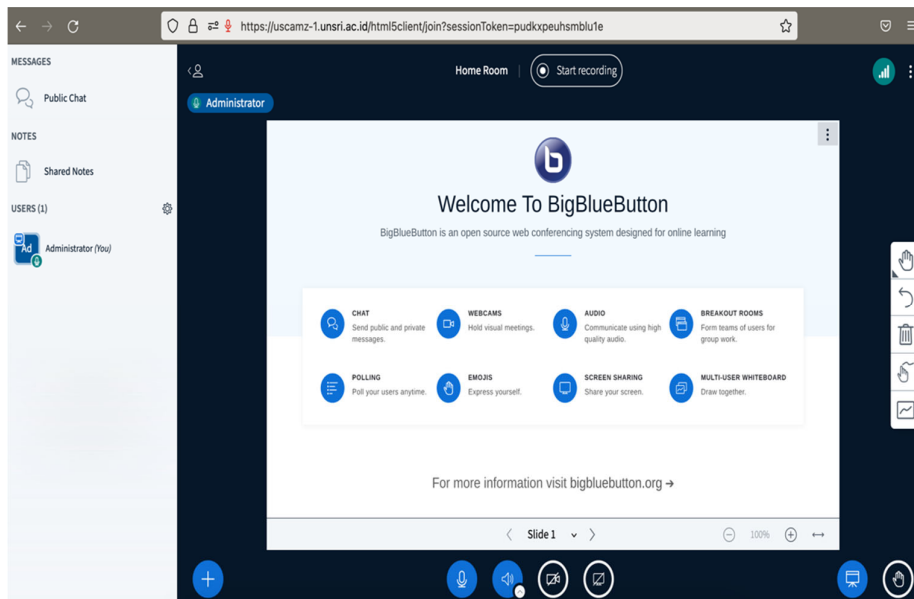 https://uscamz-1.unsri.ac.id/html5client/join?sessionToken=pudkxpeuhsmblu1e
MESSAGES
Public Chat
NOTES
Shared Notes
USERS (1)
Ad
Administrator (You)
Home Room
Start recording
Administrator
b
Welcome To BigBlueButton
BigBlueButton is an open source web conferencing system designed for online learning
CHAT
Send public and private
messages.
WEBCAMS
Hold visual meetings.
AUDIO
Communicate using high
quality audio.
BREAKOUT ROOMS
Form teams of users for
group work.
POLLING
Poll your users anytime.
EMOJIS
Express yourself.
SCREEN SHARING
Share your screen.
MULTI-USER WHITEBOARD
Draw together.
For more information visit bigbluebutton.org →
Slide 1
100%